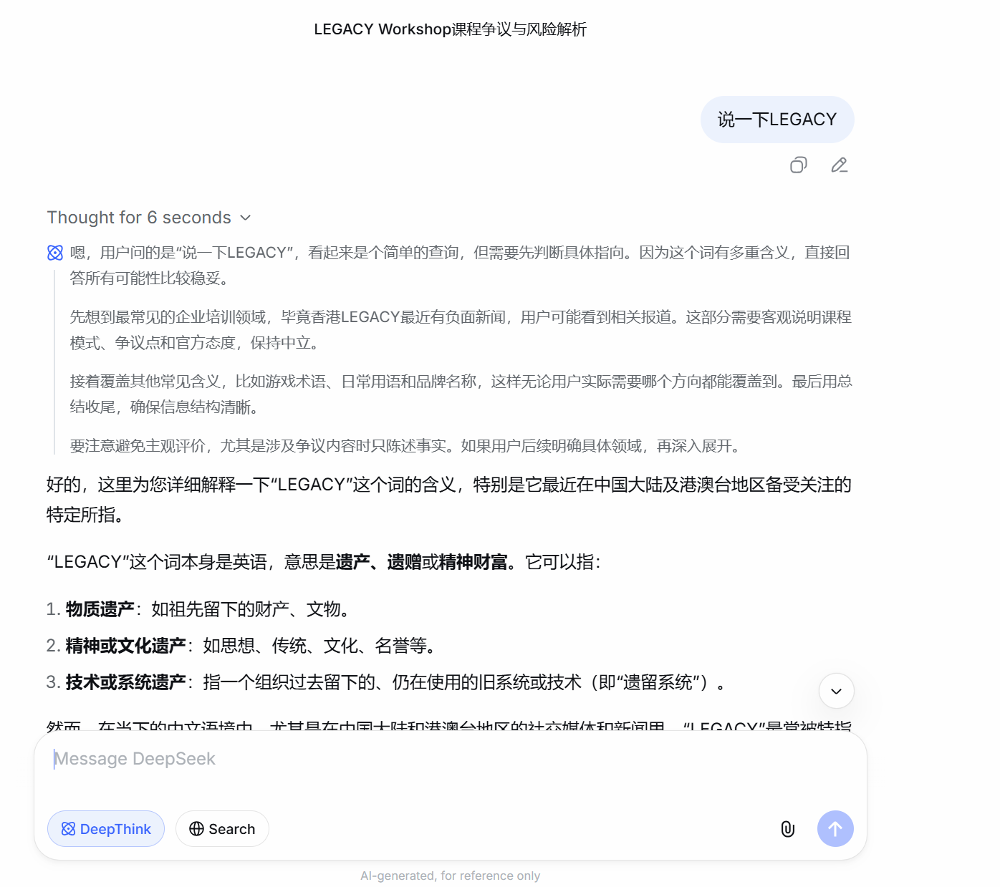 LEGACY Workshop课程争议与风险解析
说一下LEGACY
Thought for 6 seconds
嗯，用户问的是“说一下LEGACY”，看起来是个简单的查询，但需要先判断具体指向。因为这个词有多重含义，直接回
答所有可能性比较稳妥。
先想到最常见的企业培训领域，毕竟香港LEGACY最近有负面新闻，用户可能看到相关报道。这部分需要客观说明课程
模式、争议点和官方态度，保持中立。
接着覆盖其他常见含义，比如游戏术语、日常用语和品牌名称，这样无论用户实际需要哪个方向都能覆盖到。最后用总
结收尾，确保信息结构清晰。
要注意避免主观评价，尤其是涉及争议内容时只陈述事实。如果用户后续明确具体领域，再深入展开。
好的，这里为您详细解释一下“LEGACY”这个词的含义，特别是它最近在中国大陆及港澳台地区备受关注的
特定所指。
“LEGACY”这个词本身是英语，意思是遗产、遗赠或精神财富。它可以指：
1. 物质遗产：如祖先留下的财产、文物。
2. 精神或文化遗产：如思想、传统、文化、名誉等。
3. 技术或系统遗产：指一个组织过去留下的、仍在使用的旧系统或技术（即“遗留系统”）。
然而，在当下的中文语境中，尤其是在中国大陆和港澳台地区的社交媒体和新闻里，“LEGACY”最常被特指
Message DeepSeek
DeepThink
Search
AI-generated, for reference only